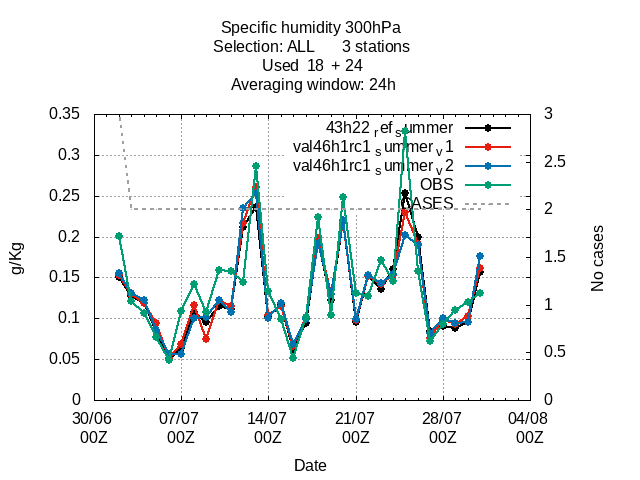 Specific humidity 300hPa
Selection: ALL 3 stations
Used 18 + 24
Averaging window: 24h
0.35
0.3
0.25
0.2
0.15
0.1
0.05
0
g/Kg
43h22 ref summer
val46h1rc1 summer v1
val46h1rc1 summer v2
OBS
ASES
3
2.5
2
1.5
1
0.5
0
No cases
30/06 07/07 14/07 21/07 28/07 04/08
00Z 00Z 00Z 00Z 00Z 00Z
Date